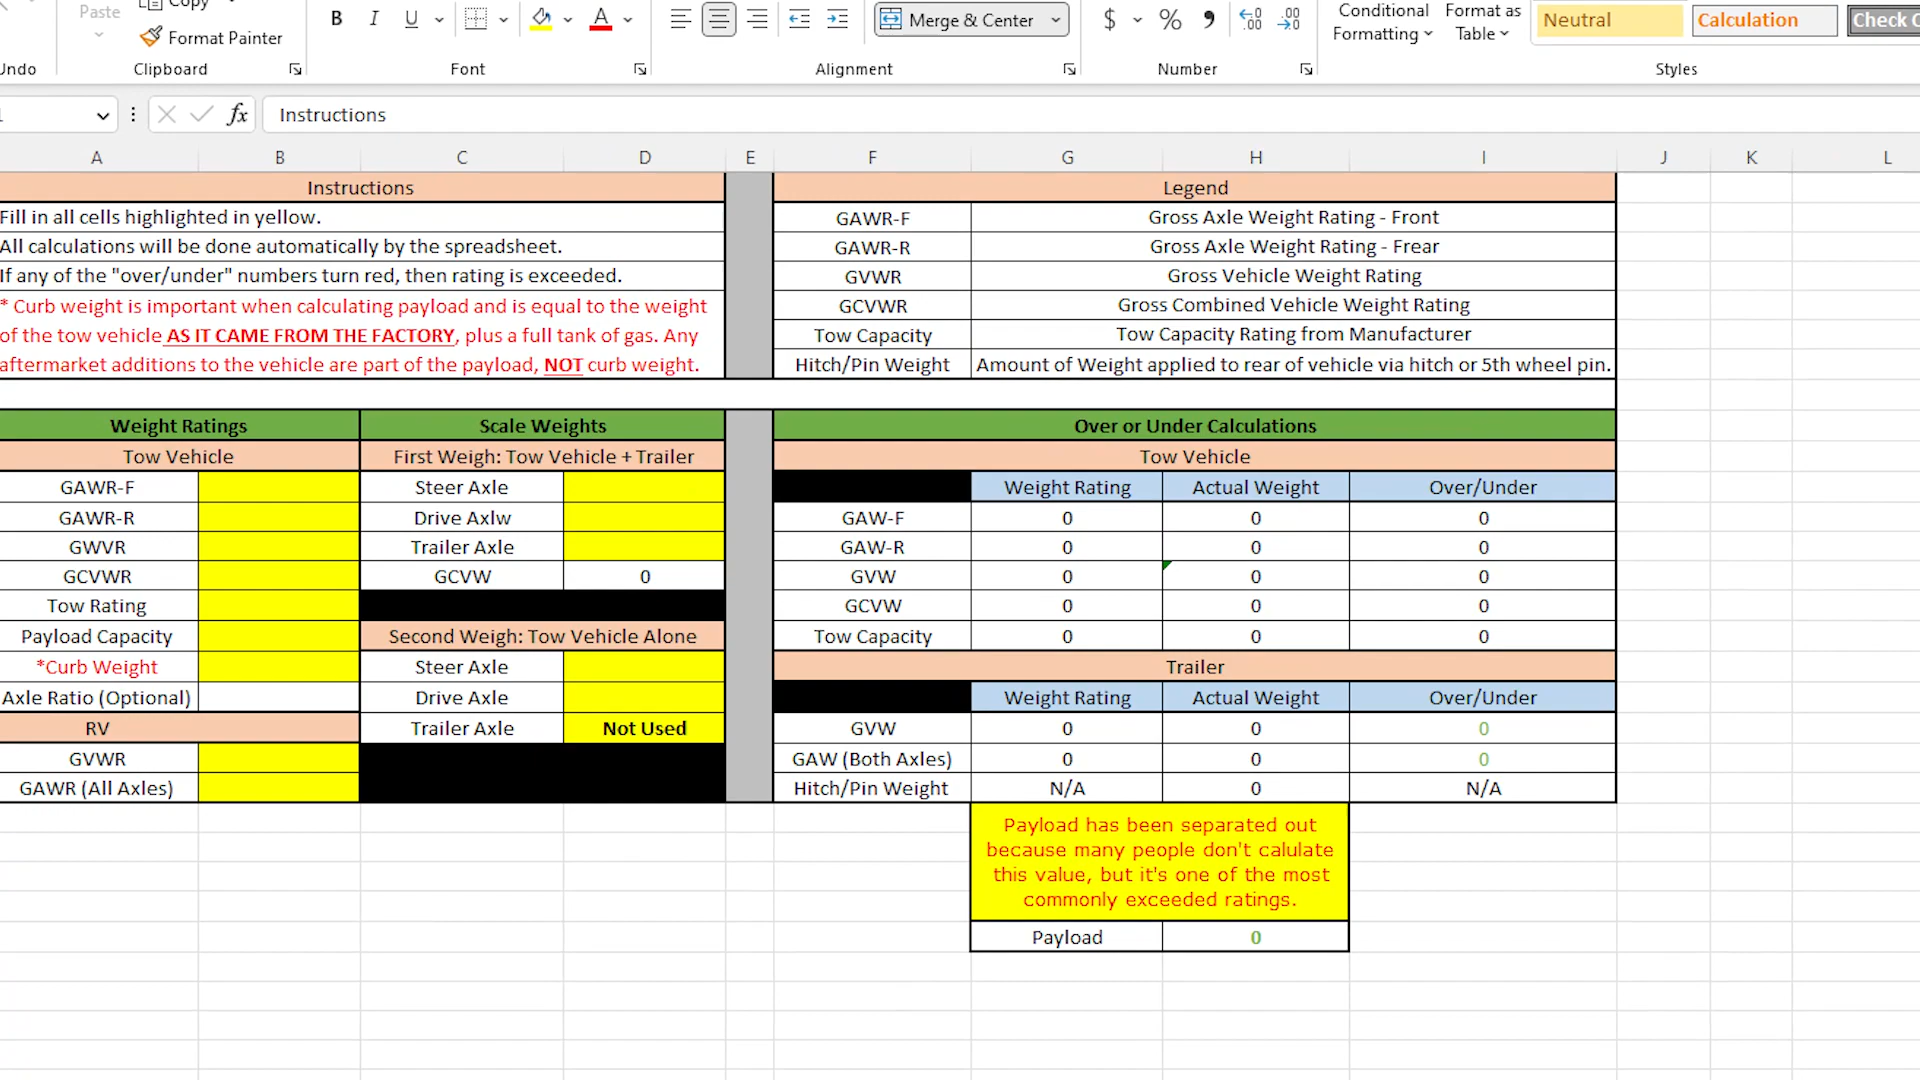 Paste
Copy
Format Painter
B I U A
Merge & Center
$ % 9
Conditional Formatting
Format as Table
Neutral
Calculation
Check
Undo
Clipboard
Font
Alignment
Number
Styles
fx Instructions
A B C D E F G H I J K L
Instructions
Fill in all cells highlighted in yellow.
All calculations will be done automatically by the spreadsheet.
If any of the "over/under" numbers turn red, then rating is exceeded.
* Curb weight is important when calculating payload and is equal to the weight
of the tow vehicle AS IT CAME FROM THE FACTORY, plus a full tank of gas. Any
aftermarket additions to the vehicle are part of the payload, NOT curb weight.
Legend
GAWR-F Gross Axle Weight Rating - Front
GAWR-R Gross Axle Weight Rating - Frear
GVWR Gross Vehicle Weight Rating
GCVWR Gross Combined Vehicle Weight Rating
Tow Capacity Tow Capacity Rating from Manufacturer
Hitch/Pin Weight Amount of Weight applied to rear of vehicle via hitch or 5th wheel pin.
Weight Ratings
Tow Vehicle
GAWR-F
GAWR-R
GWVR
GCVWR
Tow Rating
Payload Capacity
*Curb Weight
Axle Ratio (Optional)
RV
GVWR
GAWR (All Axles)
Scale Weights
First Weigh: Tow Vehicle + Trailer
Steer Axle
Drive Axlw
Trailer Axle
GCVW 0
Second Weigh: Tow Vehicle Alone
Steer Axle
Drive Axle
Trailer Axle Not Used
Over or Under Calculations
Tow Vehicle
Weight Rating Actual Weight Over/Under
GAW-F 0 0 0
GAW-R 0 0 0
GVW 0 0 0
GCVW 0 0 0
Tow Capacity 0 0 0
Trailer
Weight Rating Actual Weight Over/Under
GVW 0 0 0
GAW (Both Axles) 0 0 0
Hitch/Pin Weight N/A 0 N/A
Payload has been separated out
because many people don't calulate
this value, but it's one of the most
commonly exceeded ratings.
Payload 0